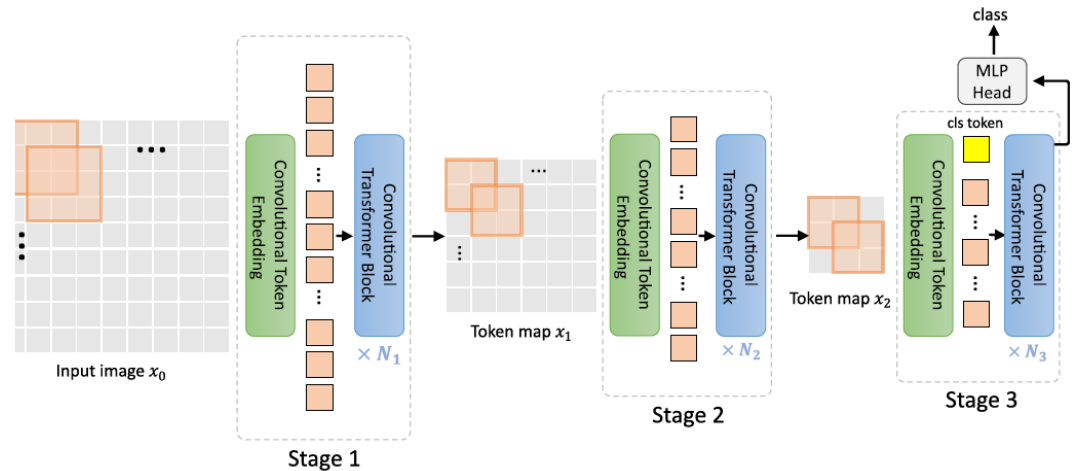 Input image x₀
Convolutional Token
Embedding
Convolutional
Transformer Block
× N₁
Stage 1
Token map x₁
Convolutional Token
Embedding
Convolutional
Transformer Block
× N₂
Stage 2
Token map x₂
class
MLP
Head
cls token
Convolutional Token
Embedding
Convolutional
Transformer Block
× N₃
Stage 3